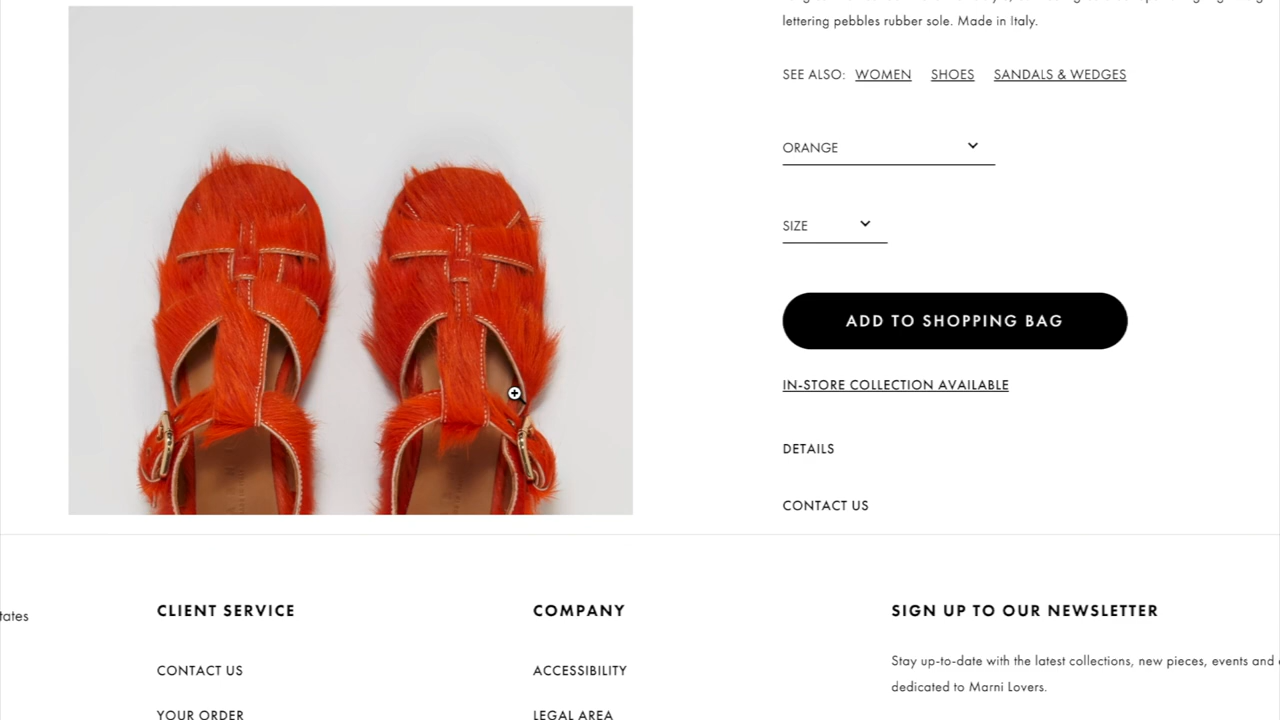 lettering pebbles rubber sole. Made in Italy.
SEE ALSO: WOMEN SHOES SANDALS & WEDGES
ORANGE
SIZE
ADD TO SHOPPING BAG
IN-STORE COLLECTION AVAILABLE
DETAILS
CONTACT US
tates
CLIENT SERVICE
CONTACT US
YOUR ORDER
COMPANY
ACCESSIBILITY
LEGAL AREA
SIGN UP TO OUR NEWSLETTER
Stay up-to-date with the latest collections, new pieces, events and
dedicated to Marni Lovers.